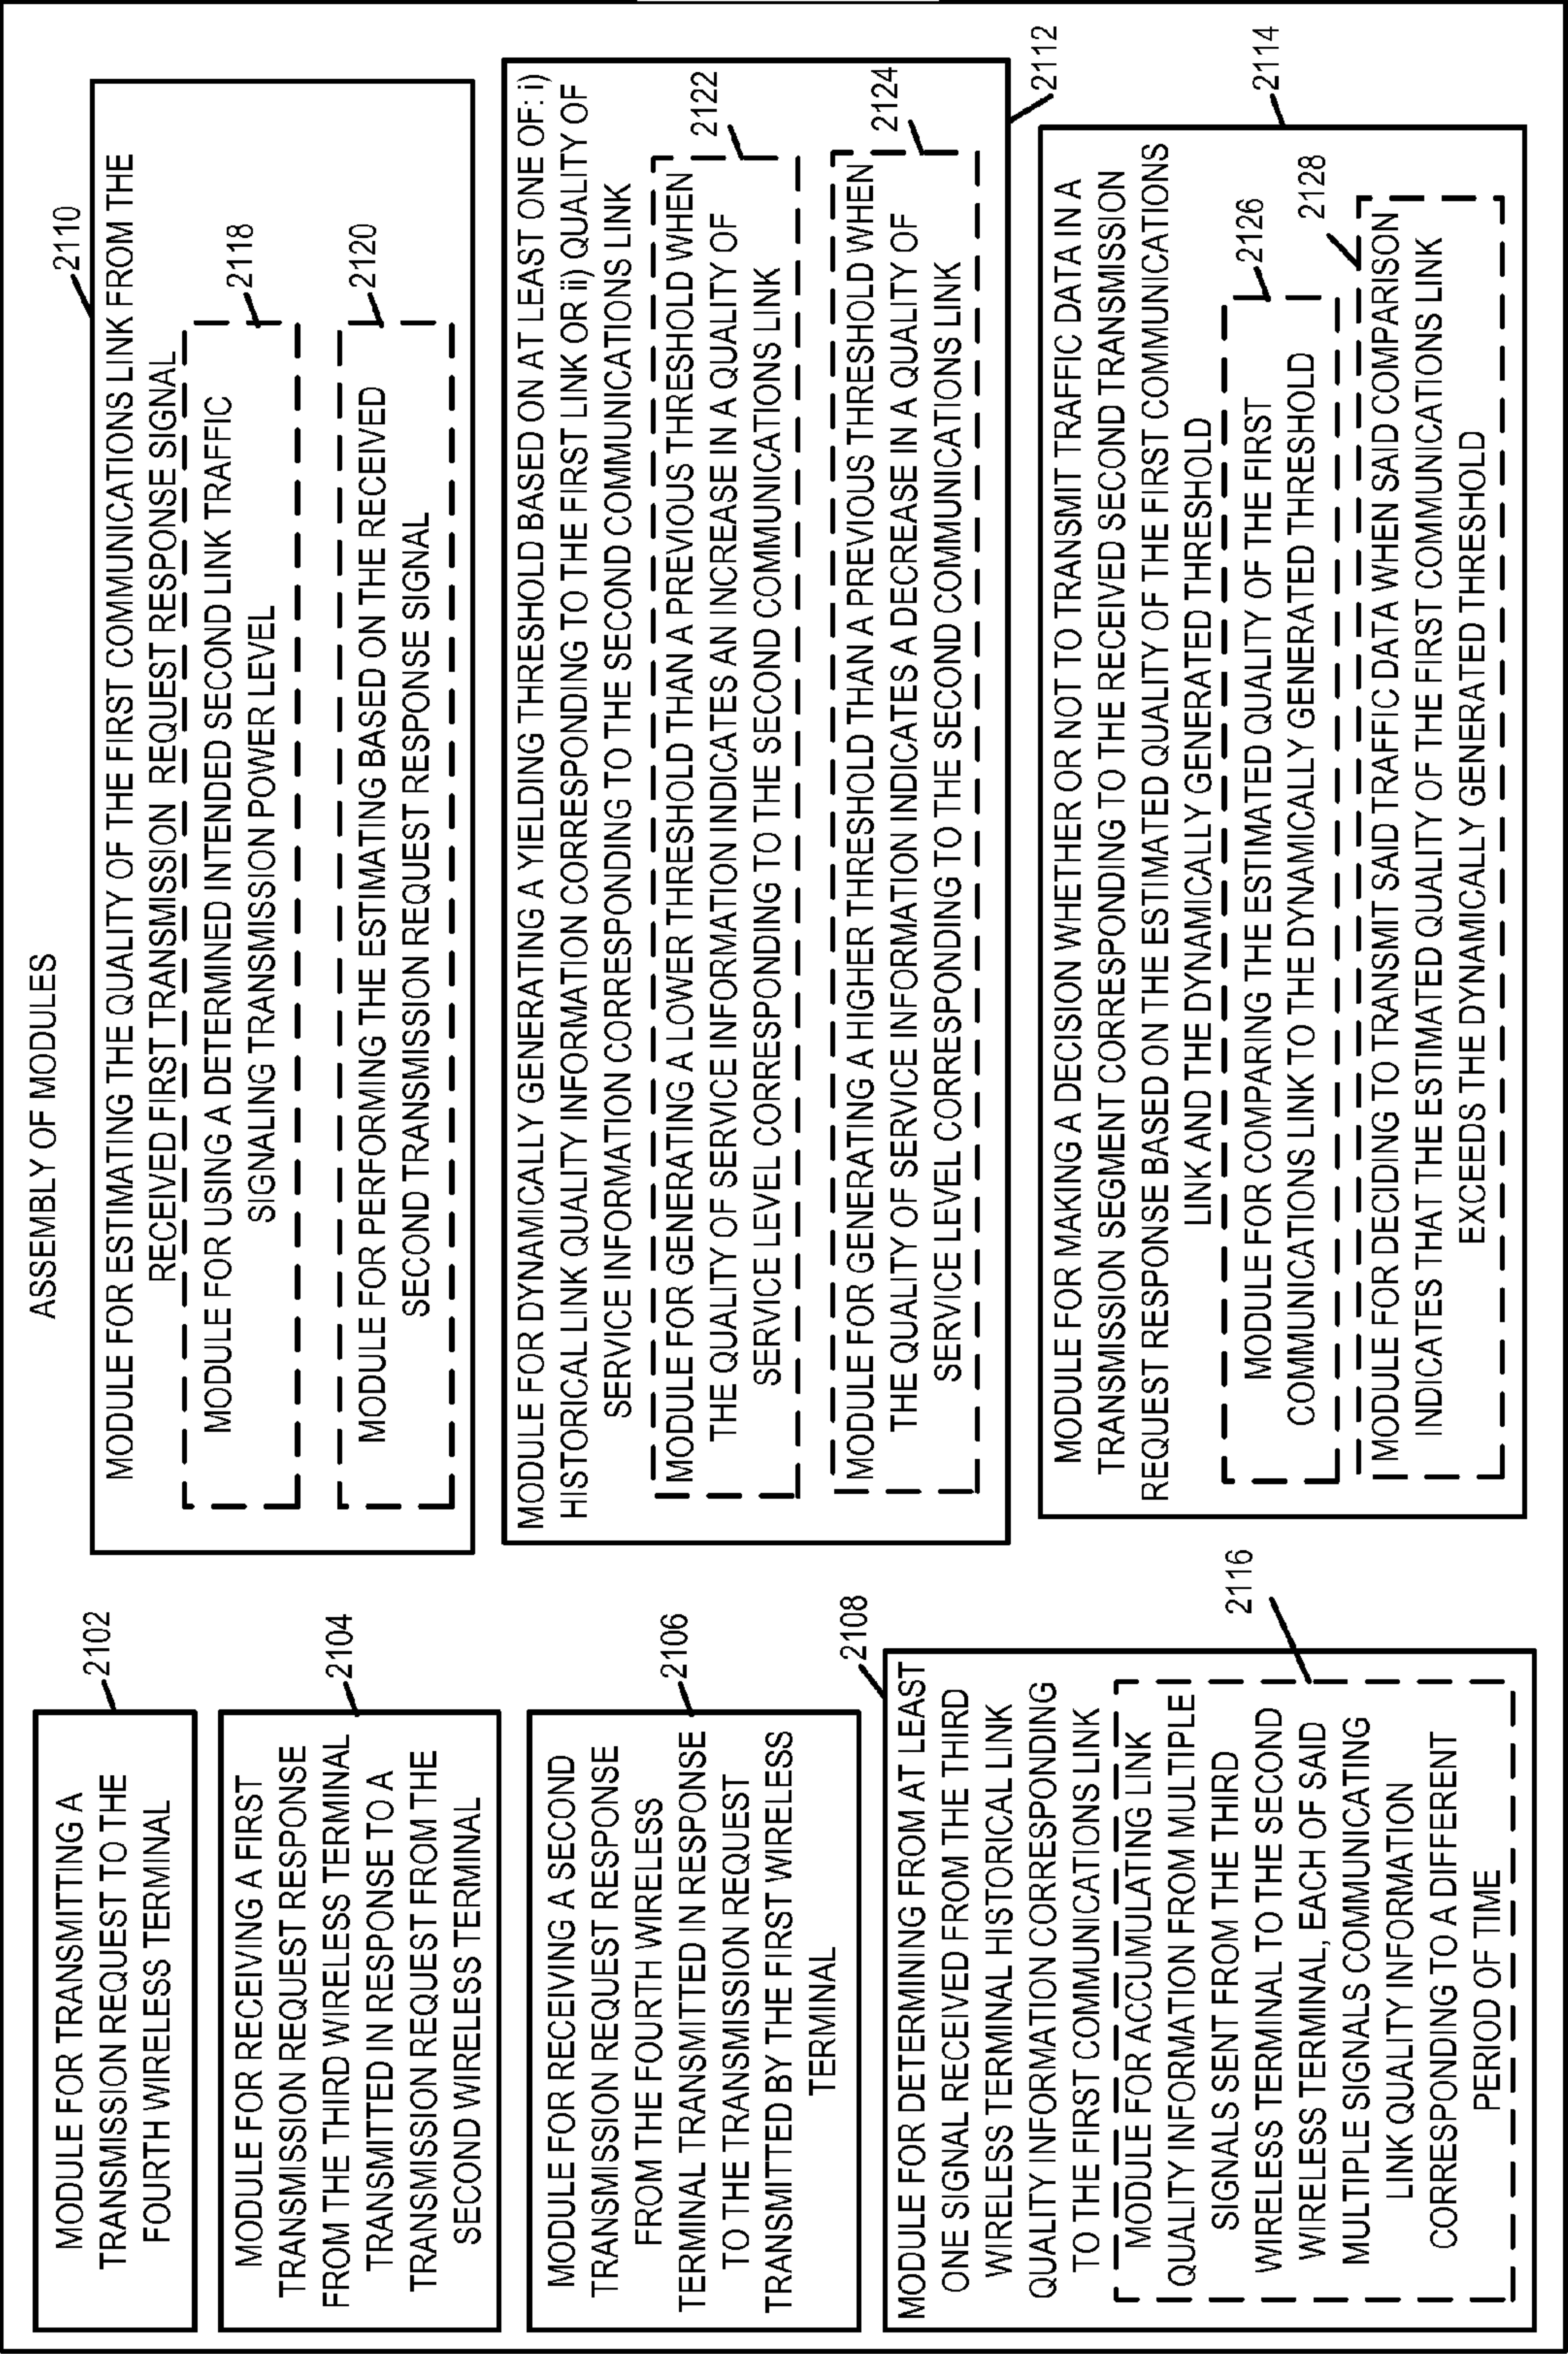 ASSEMBLY OF MODULES
MODULE FOR TRANSMITTING A
TRANSMISSION REQUEST TO THE
FOURTH WIRELESS TERMINAL
2102
MODULE FOR RECEIVING A FIRST
TRANSMISSION REQUEST RESPONSE
FROM THE THIRD WIRELESS TERMINAL
TRANSMITTED IN RESPONSE TO A
TRANSMISSION REQUEST FROM THE
SECOND WIRELESS TERMINAL
2104
MODULE FOR RECEIVING A SECOND
TRANSMISSION REQUEST RESPONSE
FROM THE FOURTH WIRELESS
TERMINAL TRANSMITTED IN RESPONSE
TO THE TRANSMISSION REQUEST
TRANSMITTED BY THE FIRST WIRELESS
TERMINAL
2106
2108
MODULE FOR DETERMINING FROM AT LEAST
ONE SIGNAL RECEIVED FROM THE THIRD
WIRELESS TERMINAL HISTORICAL LINK
QUALITY INFORMATION CORRESPONDING
TO THE FIRST COMMUNICATIONS LINK
MODULE FOR ACCUMULATING LINK
QUALITY INFORMATION FROM MULTIPLE
SIGNALS SENT FROM THE THIRD
WIRELESS TERMINAL TO THE SECOND
WIRELESS TERMINAL, EACH OF SAID
MULTIPLE SIGNALS COMMUNICATING
LINK QUALITY INFORMATION
CORRESPONDING TO A DIFFERENT
PERIOD OF TIME
2116
2110
MODULE FOR ESTIMATING THE QUALITY OF THE FIRST COMMUNICATIONS LINK FROM THE
RECEIVED FIRST TRANSMISSION REQUEST RESPONSE SIGNAL
MODULE FOR USING A DETERMINED INTENDED SECOND LINK TRAFFIC
SIGNALING TRANSMISSION POWER LEVEL
2118
MODULE FOR PERFORMING THE ESTIMATING BASED ON THE RECEIVED
SECOND TRANSMISSION REQUEST RESPONSE SIGNAL
2120
MODULE FOR DYNAMICALLY GENERATING A YIELDING THRESHOLD BASED ON AT LEAST ONE OF: i)
HISTORICAL LINK QUALITY INFORMATION CORRESPONDING TO THE FIRST LINK OR ii) QUALITY OF
SERVICE INFORMATION CORRESPONDING TO THE SECOND COMMUNICATIONS LINK
MODULE FOR GENERATING A LOWER THRESHOLD THAN A PREVIOUS THRESHOLD WHEN
THE QUALITY OF SERVICE INFORMATION INDICATES AN INCREASE IN A QUALITY OF
SERVICE LEVEL CORRESPONDING TO THE SECOND COMMUNICATIONS LINK
2122
MODULE FOR GENERATING A HIGHER THRESHOLD THAN A PREVIOUS THRESHOLD WHEN
THE QUALITY OF SERVICE INFORMATION INDICATES A DECREASE IN A QUALITY OF
SERVICE LEVEL CORRESPONDING TO THE SECOND COMMUNICATIONS LINK
2124
2112
MODULE FOR MAKING A DECISION WHETHER OR NOT TO TRANSMIT TRAFFIC DATA IN A
TRANSMISSION SEGMENT CORRESPONDING TO THE RECEIVED SECOND TRANSMISSION
REQUEST RESPONSE BASED ON THE ESTIMATED QUALITY OF THE FIRST COMMUNICATIONS
LINK AND THE DYNAMICALLY GENERATED THRESHOLD
2114
MODULE FOR COMPARING THE ESTIMATED QUALITY OF THE FIRST
COMMUNICATIONS LINK TO THE DYNAMICALLY GENERATED THRESHOLD
2126
2128
MODULE FOR DECIDING TO TRANSMIT SAID TRAFFIC DATA WHEN SAID COMPARISON
INDICATES THAT THE ESTIMATED QUALITY OF THE FIRST COMMUNICATIONS LINK
EXCEEDS THE DYNAMICALLY GENERATED THRESHOLD